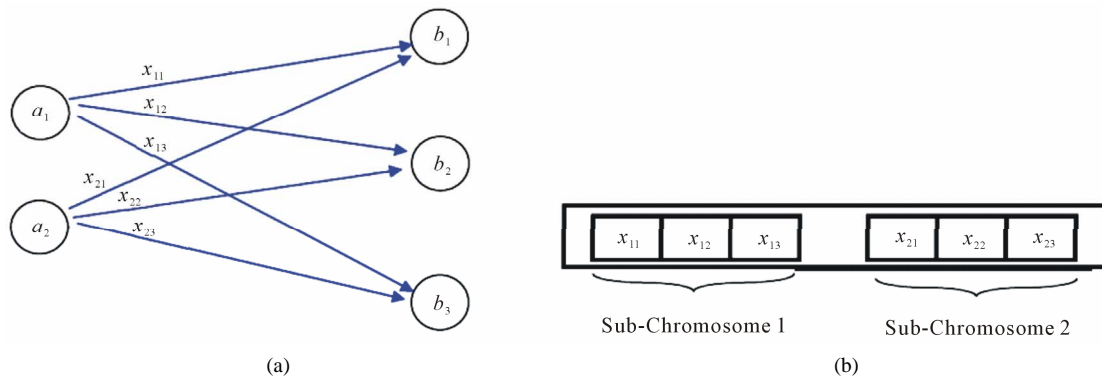 b₁
x₁₁
a₁
x₁₂
x₁₃
b₂
x₂₁
x₂₂
a₂
x₂₃
b₃
(a)
x₁₁ x₁₂ x₁₃ x₂₁ x₂₂ x₂₃
Sub-Chromosome 1 Sub-Chromosome 2
(b)